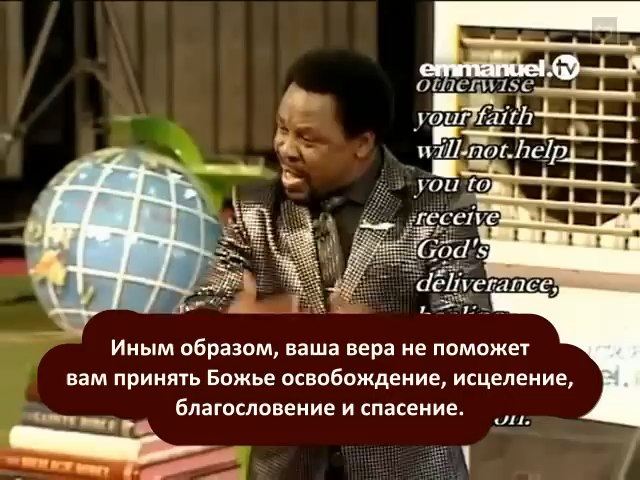 emmanuel.tv
otherwise
your faith
will not help
you to
receive
God's
deliverance,
Иным образом, ваша вера не поможет
вам принять Божье освобождение, исцеление,
благословение и спасение.